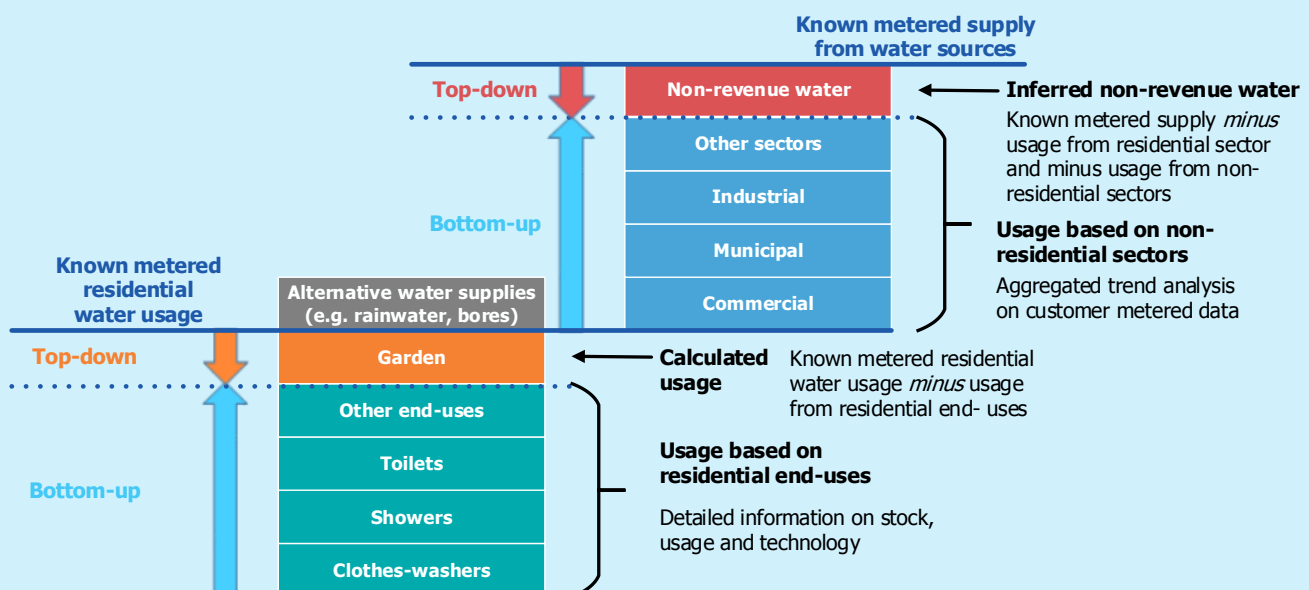 Known metered supply
from water sources
Top-down
Non-revenue water
Inferred non-revenue water
Known metered supply minus
usage from residential sector
and minus usage from non-
residential sectors
Other sectors
Industrial
Bottom-up
Municipal
Commercial
Usage based on non-
residential sectors
Aggregated trend analysis
on customer metered data
Known metered
residential
water usage
Alternative water supplies
(e.g. rainwater, bores)
Top-down
Garden
Calculated
usage
Known metered residential
water usage minus usage
from residential end- uses
Other end-uses
Toilets
Bottom-up
Showers
Clothes-washers
Usage based on
residential end-uses
Detailed information on stock,
usage and technology